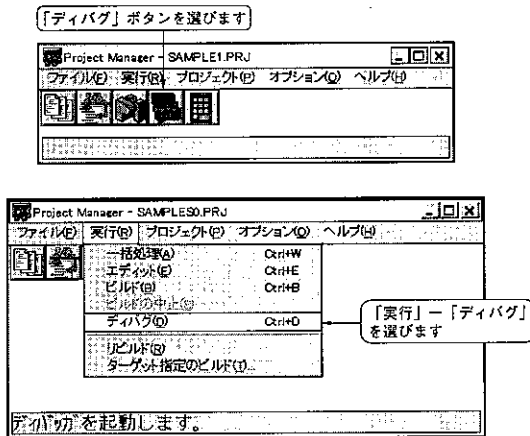 「ディバグ」ボタンを選びます
Project Manager - SAMPLE1.PRJ
ファイル(F) 実行(R) プロジェクト(P) オプション(O) ヘルプ(H)
Project Manager - SAMPLES0.PRJ
ファイル(F) 実行(R) プロジェクト(P) オプション(O) ヘルプ(H)
一括処理(A) Ctrl+W
エディット(E) Ctrl+E
ビルド(B) Ctrl+B
ビルドの中止(S)
ディバグ(D) Ctrl+D
リビルド(R)
ターゲット指定のビルド(T)...
「実行」ー「ディバグ」
を選びます
ディバッガを起動します。